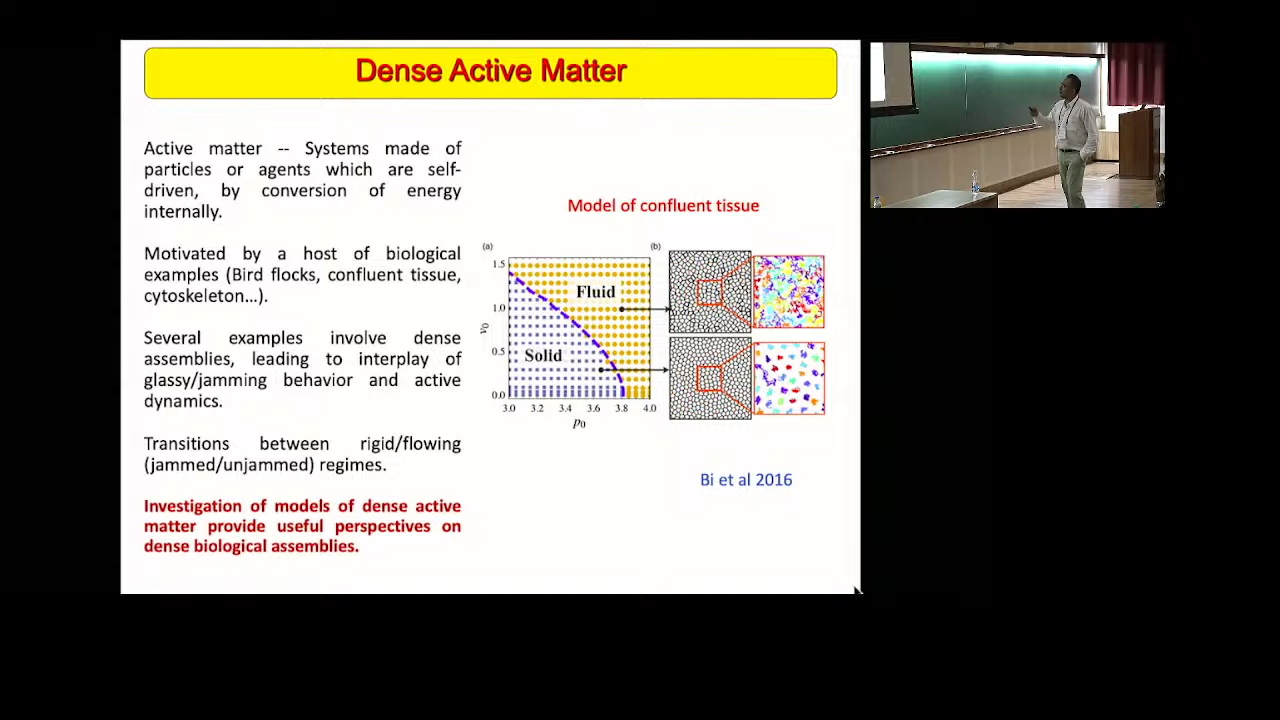 Dense Active Matter
Active matter -- Systems made of
particles or agents which are self-
driven, by conversion of energy
internally.
Motivated by a host of biological
examples (Bird flocks, confluent tissue,
cytoskeleton...).
Several examples involve dense
assemblies, leading to interplay of
glassy/jamming behavior and active
dynamics.
Transitions between rigid/flowing
(jammed/unjammed) regimes.
Investigation of models of dense active
matter provide useful perspectives on
dense biological assemblies.
Model of confluent tissue
(a)
(b)
1.5
1.0
0.5
0.0
v0
Fluid
Solid
3.0 3.2 3.4 3.6 3.8 4.0
p0
Bi et al 2016